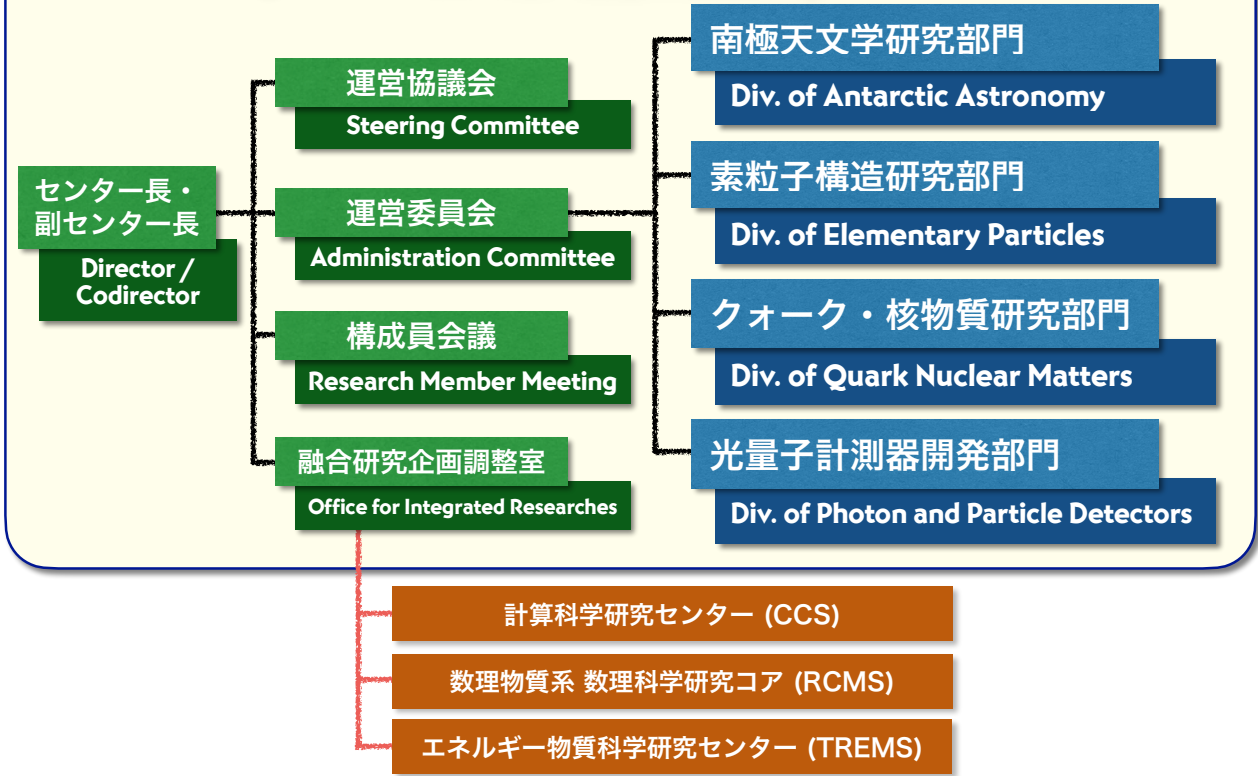 センター長・
副センター長
Director /
Codirector
運営協議会
Steering Committee
運営委員会
Administration Committee
構成員会議
Research Member Meeting
融合研究企画調整室
Office for Integrated Researches
南極天文学研究部門
Div. of Antarctic Astronomy
素粒子構造研究部門
Div. of Elementary Particles
クォーク・核物質研究部門
Div. of Quark Nuclear Matters
光量子計測器開発部門
Div. of Photon and Particle Detectors
計算科学研究センター (CCS)
数理物質系 数理科学研究コア (RCMS)
エネルギー物質科学研究センター (TREMS)